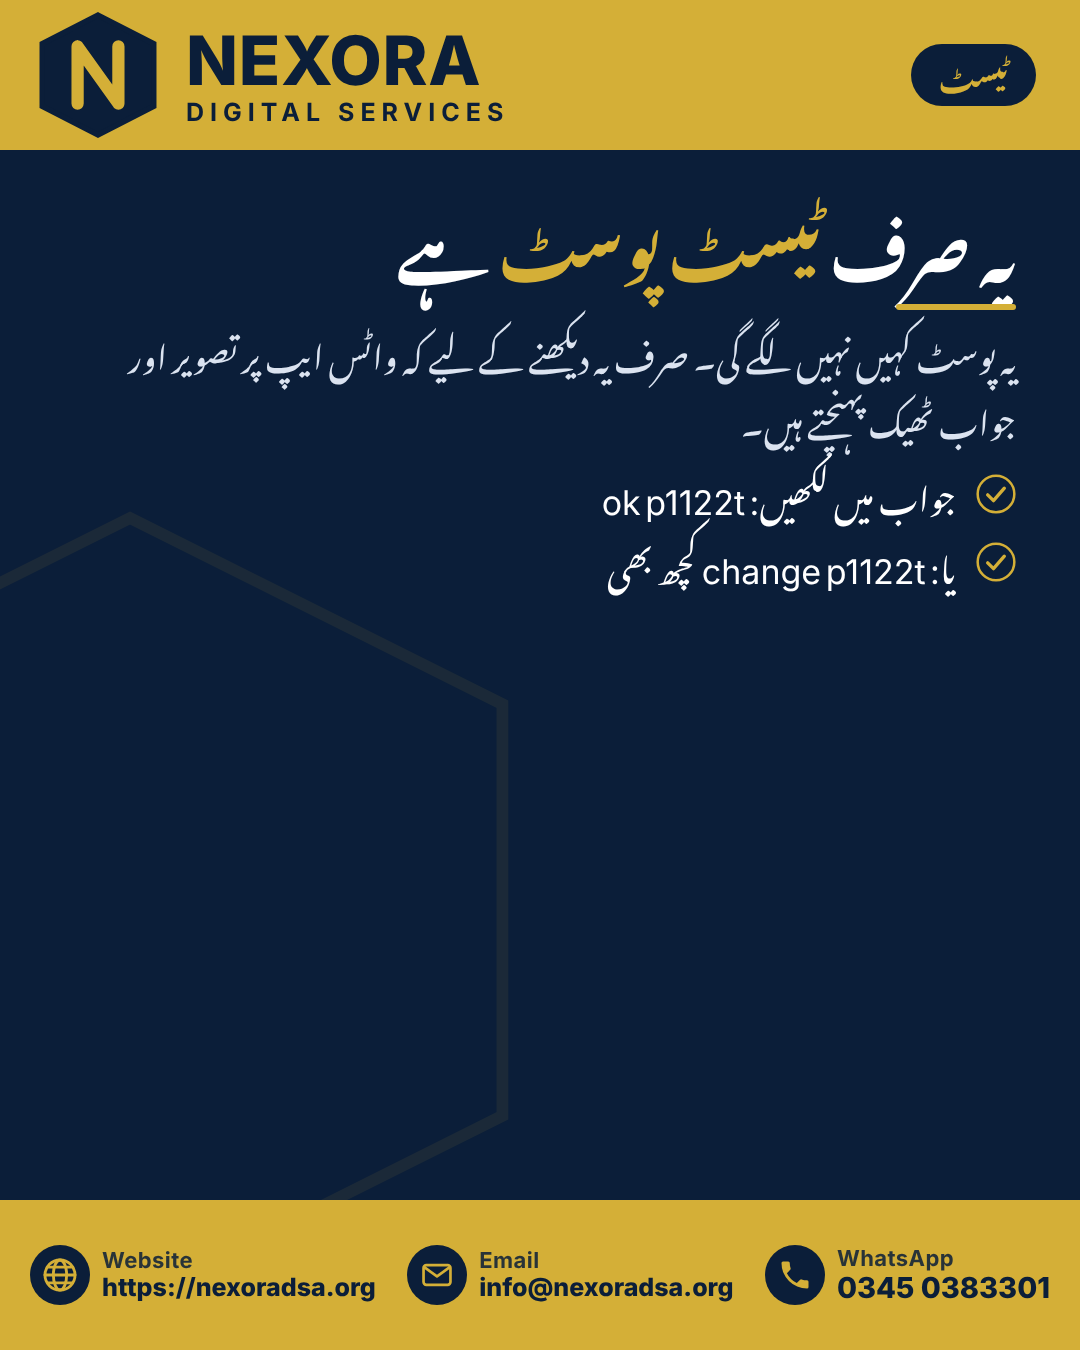 NEXORA
DIGITAL SERVICES
ٹیسٹ
یہ صرف ٹیسٹ پوسٹ ہے
یہ پوسٹ کہیں نہیں لگے گی۔ صرف یہ دیکھنے کے لیے کہ واٹس ایپ پر تصویر اور
جواب ٹھیک پہنچتے ہیں۔
جواب میں لکھیں: ok p1122t
یا: change p1122t کچھ بھی
Website
https://nexoradsa.org
Email
info@nexoradsa.org
WhatsApp
0345 0383301